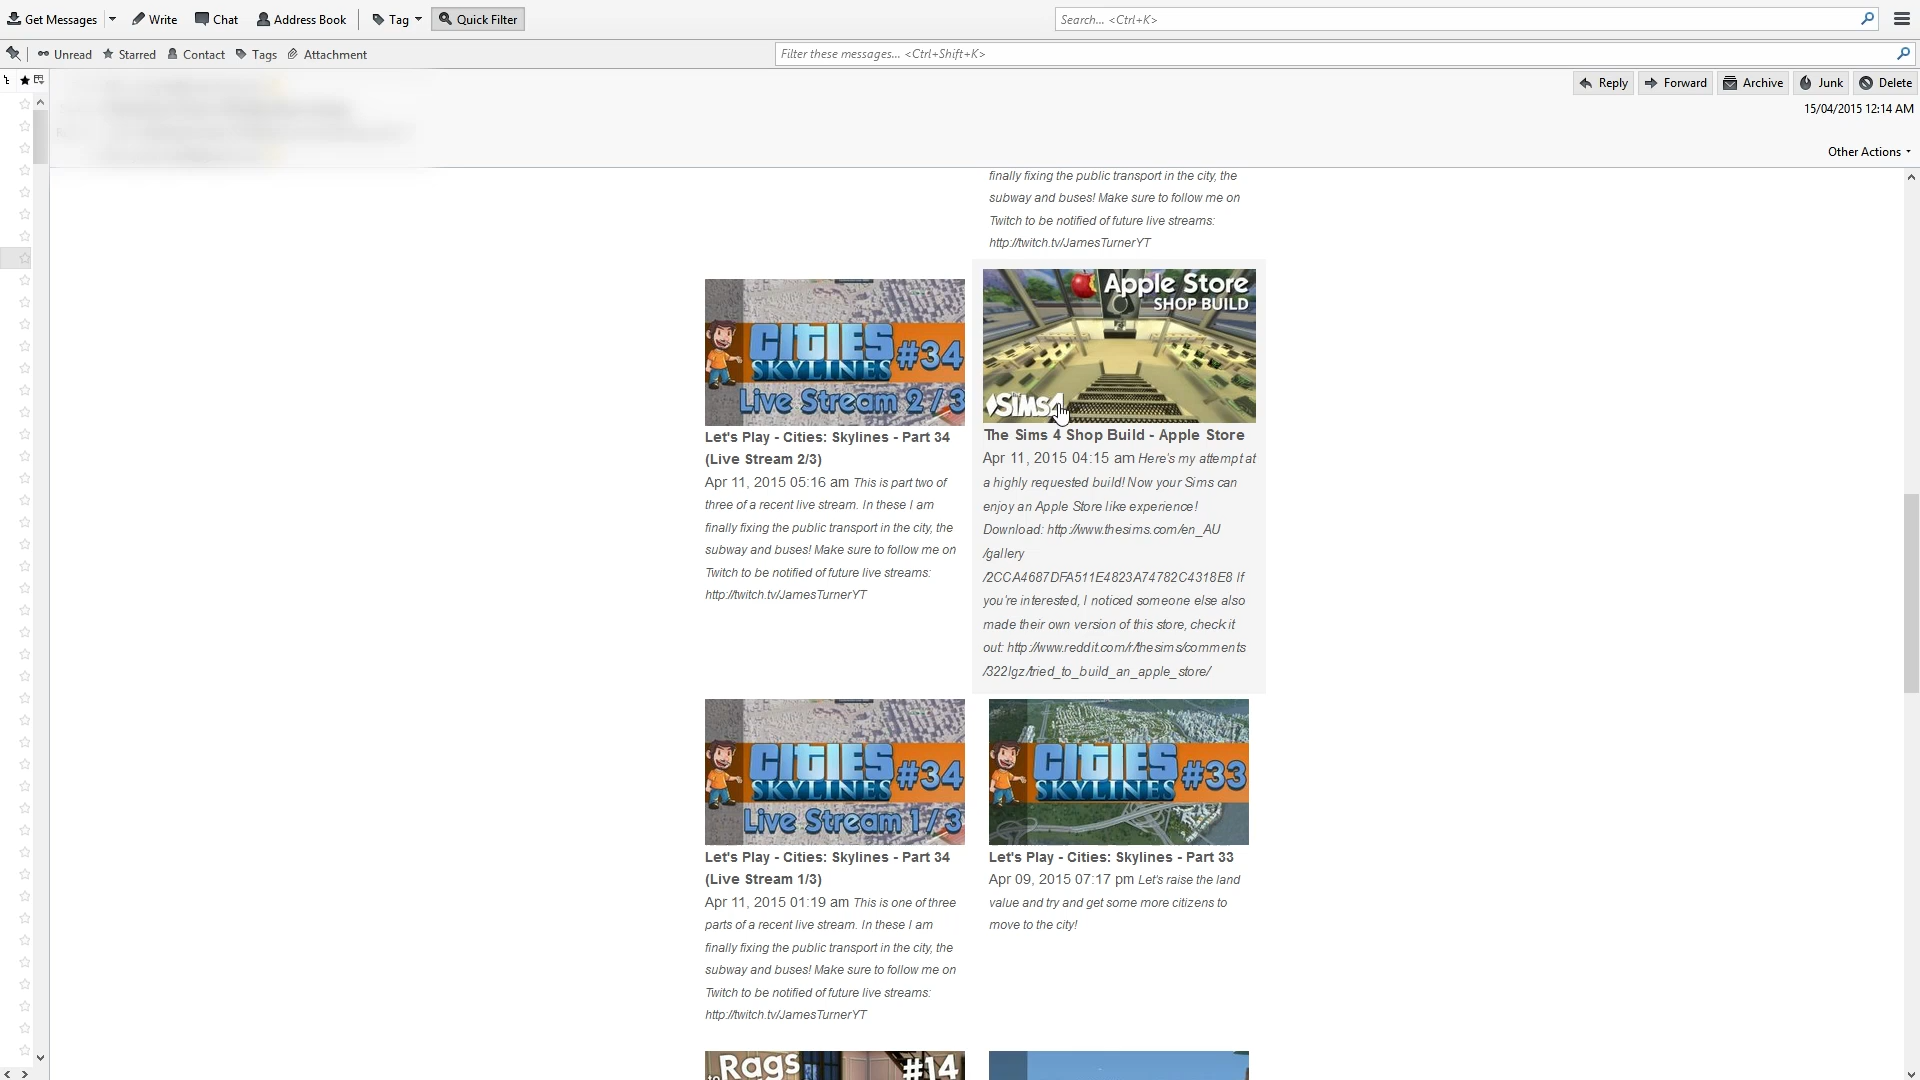 Get Messages
Write
Chat
Address Book
Tag
Quick Filter
Search... <Ctrl+K>
Unread
Starred
Contact
Tags
Attachment
Filter these messages... <Ctrl+Shift+K>
Reply
Forward
Archive
Junk
Delete
15/04/2015 12:14 AM
Other Actions
finally fixing the public transport in the city, the
subway and buses! Make sure to follow me on
Twitch to be notified of future live streams:
http://twitch.tv/JamesTurnerYT
CITIES
SKYLINES
#34
Live Stream 2/3
Let's Play - Cities: Skylines - Part 34
(Live Stream 2/3)
Apr 11, 2015 05:16 am This is part two of
three of a recent live stream. In these I am
finally fixing the public transport in the city, the
subway and buses! Make sure to follow me on
Twitch to be notified of future live streams:
http://twitch.tv/JamesTurnerYT
Apple Store
SHOP BUILD
THE SIMS 4
The Sims 4 Shop Build - Apple Store
Apr 11, 2015 04:15 am Here's my attempt at
a highly requested build! Now your Sims can
enjoy an Apple Store like experience!
Download: http://www.thesims.com/en_AU
/gallery
/2CCA4687DFA511E4823A74782C4318E8 If
you're interested, I noticed someone else also
made their own version of this store, check it
out: http://www.reddit.com/r/thesims/comments
/322lgz/tried_to_build_an_apple_store/
CITIES
SKYLINES
#34
Live Stream 1/3
Let's Play - Cities: Skylines - Part 34
(Live Stream 1/3)
Apr 11, 2015 01:19 am This is one of three
parts of a recent live stream. In these I am
finally fixing the public transport in the city, the
subway and buses! Make sure to follow me on
Twitch to be notified of future live streams:
http://twitch.tv/JamesTurnerYT
CITIES
SKYLINES
#33
Let's Play - Cities: Skylines - Part 33
Apr 09, 2015 07:17 pm Let's raise the land
value and try and get some more citizens to
move to the city!
Rags
to
#14